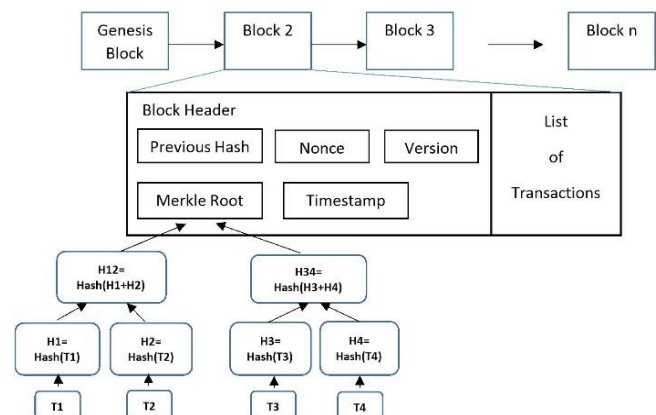 Genesis
Block
Block 2
Block 3
Block n
Block Header
Previous Hash
Nonce
Version
Merkle Root
Timestamp
List
of
Transactions
H12=
Hash(H1+H2)
H34=
Hash(H3+H4)
H1=
Hash(T1)
H2=
Hash(T2)
H3=
Hash(T3)
H4=
Hash(T4)
T1
T2
T3
T4